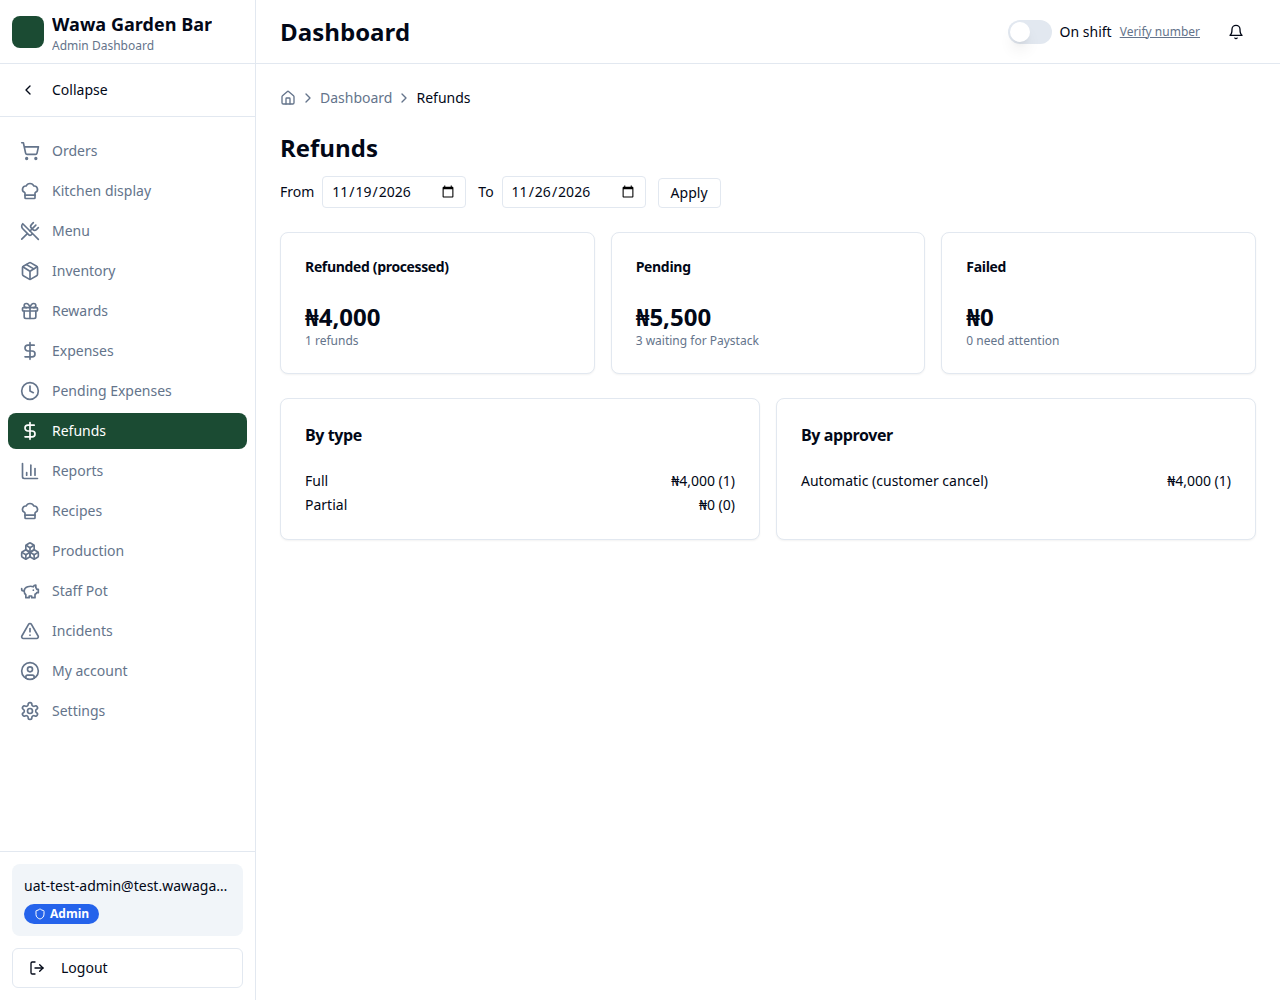 Wawa Garden Bar
Admin Dashboard
Collapse
Orders
Kitchen display
Menu
Inventory
Rewards
Expenses
Pending Expenses
Refunds
Reports
Recipes
Production
Staff Pot
Incidents
My account
Settings
uat-test-admin@test.wawaga...
Admin
Logout
Dashboard
On shift Verify number
Dashboard Refunds
Refunds
From 11/19/2026 To 11/26/2026 Apply
Refunded (processed)
₦4,000
1 refunds
Pending
₦5,500
3 waiting for Paystack
Failed
₦0
0 need attention
By type
Full ₦4,000 (1)
Partial ₦0 (0)
By approver
Automatic (customer cancel) ₦4,000 (1)